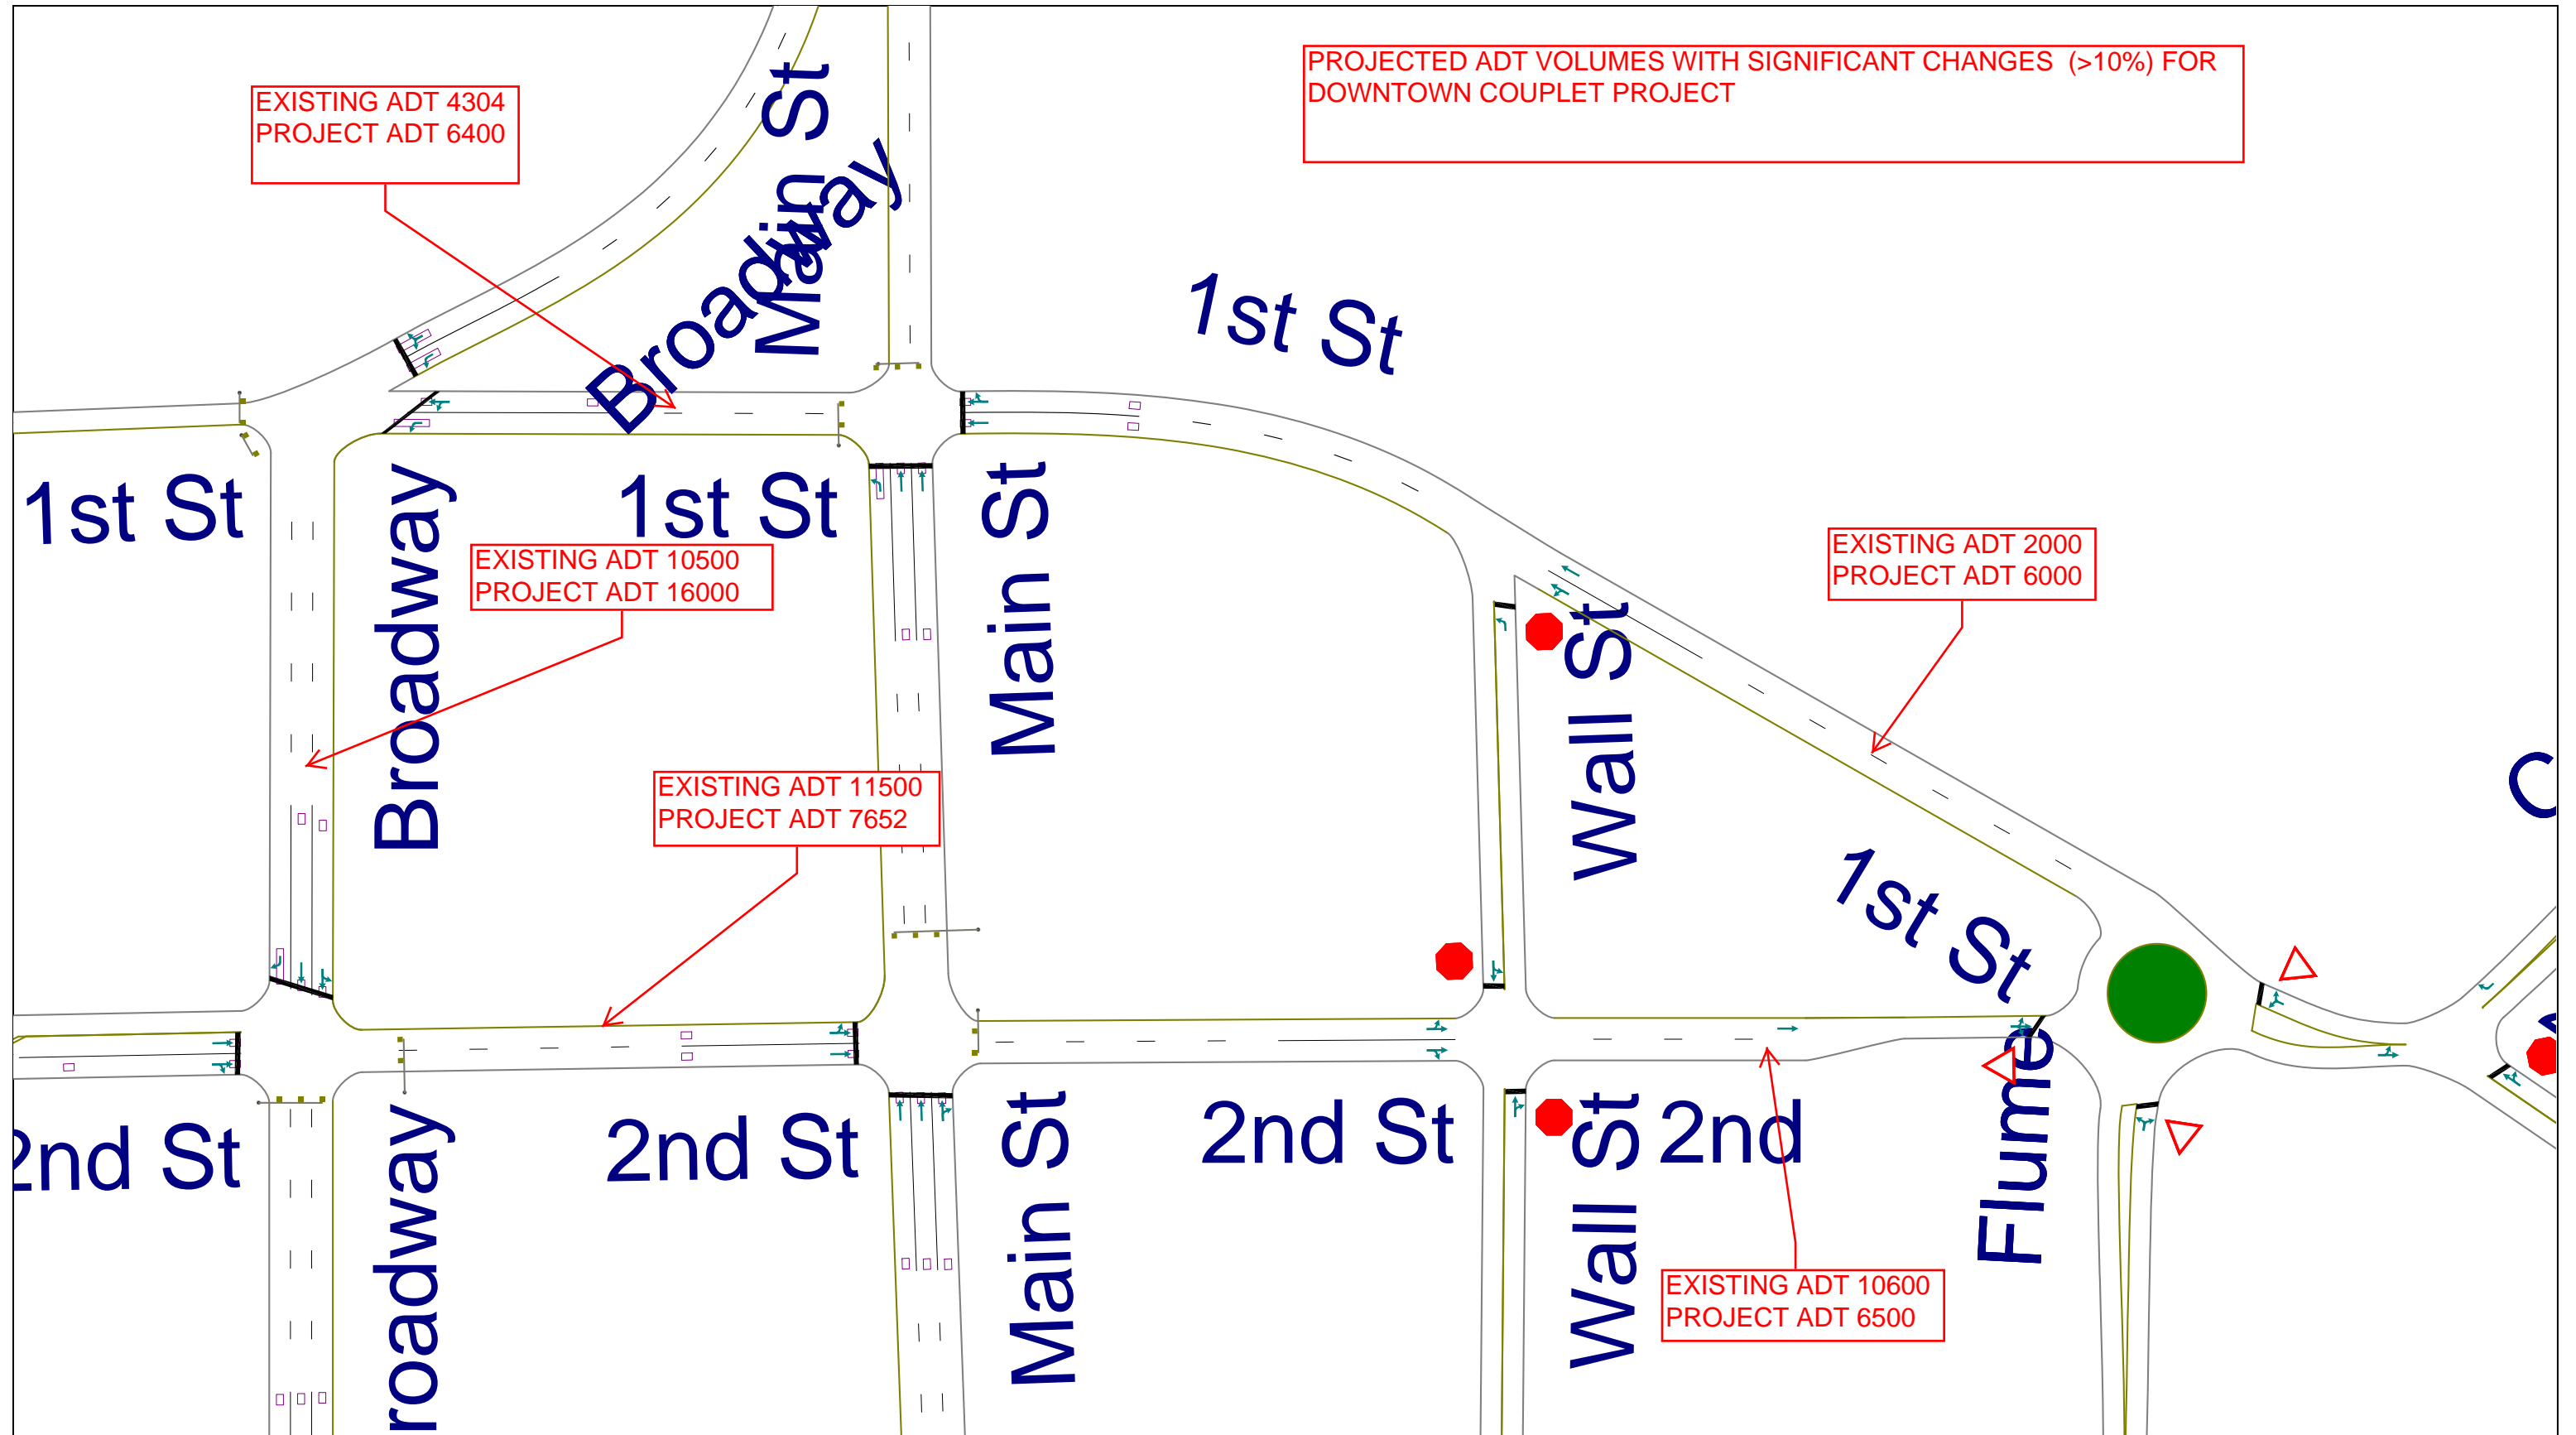 PROJECTED ADT VOLUMES WITH SIGNIFICANT CHANGES (>10%) FOR
DOWNTOWN COUPLET PROJECT
EXISTING ADT 4304
PROJECT ADT 6400
Main St
Broadway
1st St
1st St
1st St
Broadway
Main St
EXISTING ADT 10500
PROJECT ADT 16000
EXISTING ADT 2000
PROJECT ADT 6000
Wall St
EXISTING ADT 11500
PROJECT ADT 7652
1st St
C
2nd St
roadway
2nd St
Main St
2nd St
Wall St
2nd
Flume
EXISTING ADT 10600
PROJECT ADT 6500